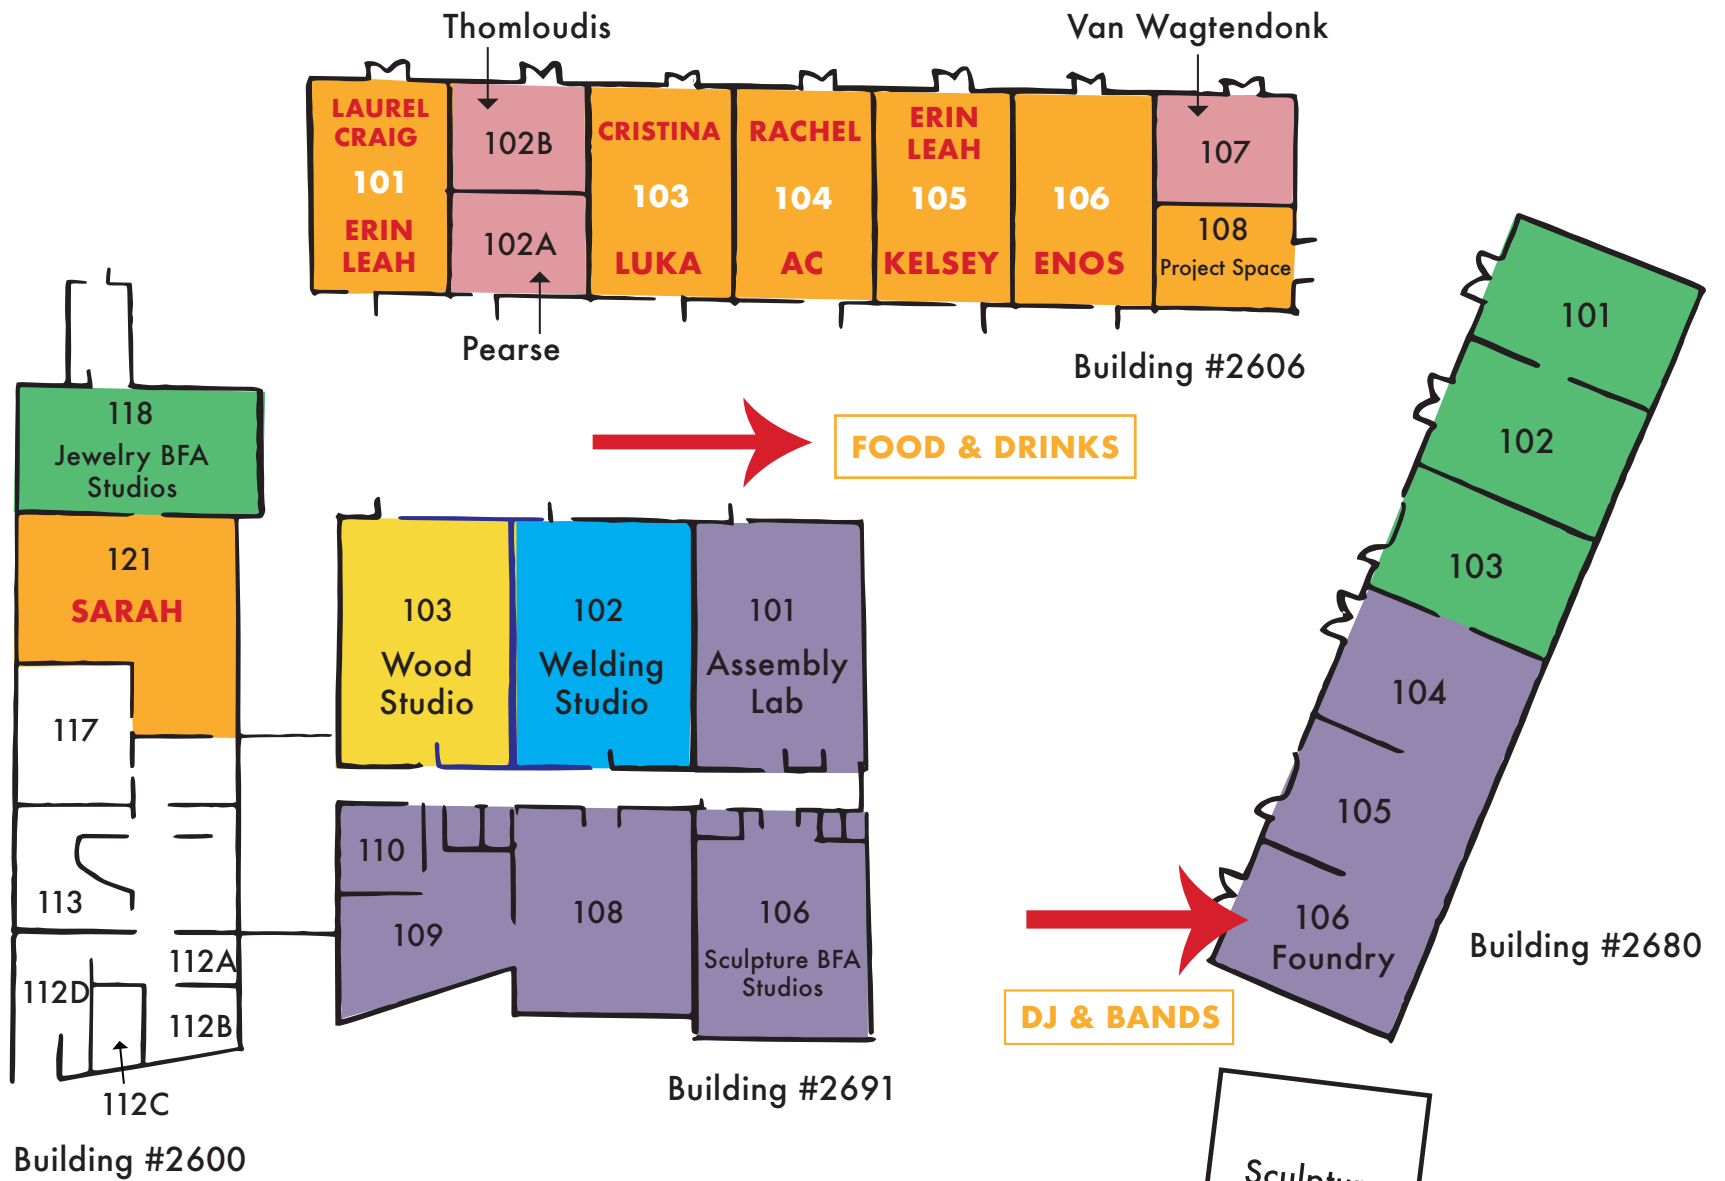 Thomloudis
Van Wagtendonk
LAUREL
CRAIG
101
ERIN
LEAH
102B
102A
CRISTINA
103
LUKA
RACHEL
104
AC
ERIN
LEAH
105
KELSEY
106
ENOS
107
108
Project Space
Pearse
Building #2606
118
Jewelry BFA
Studios
121
SARAH
117
113
112A
112D
112B
112C
Building #2600
FOOD & DRINKS
103
Wood
Studio
102
Welding
Studio
101
Assembly
Lab
110
109
108
106
Sculpture BFA
Studios
Building #2691
101
102
103
104
105
106
Foundry
Building #2680
DJ & BANDS